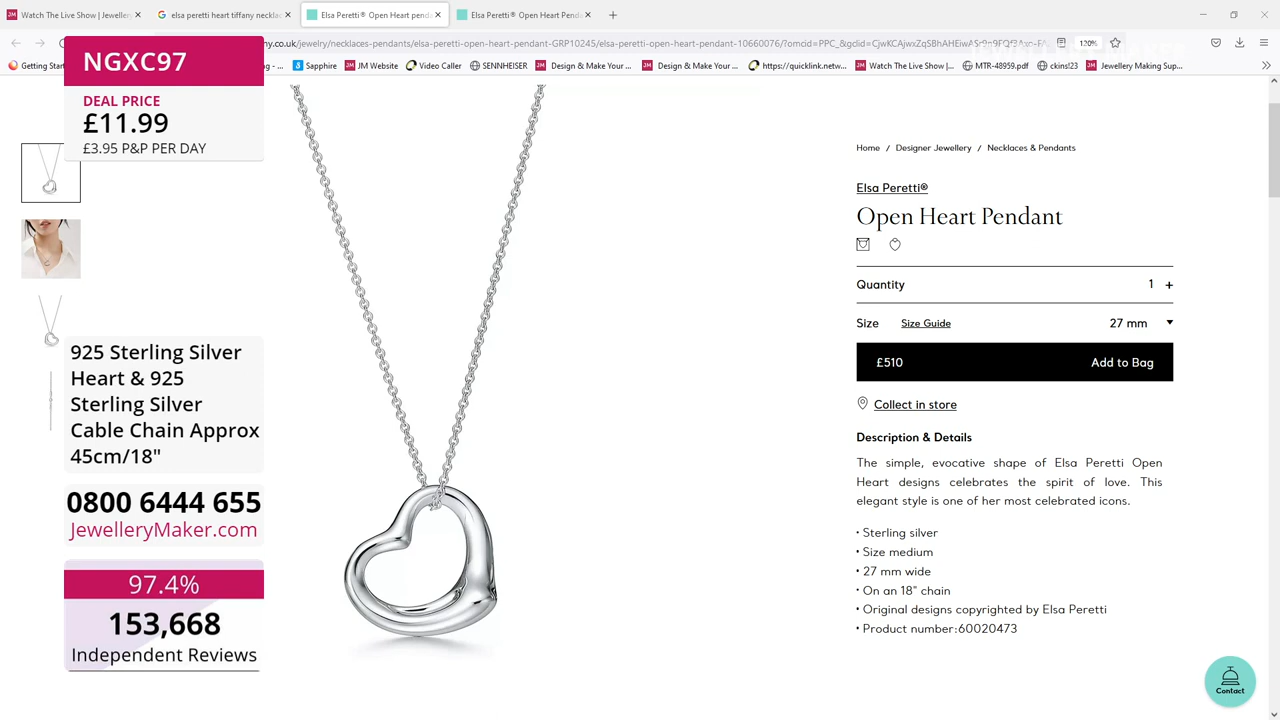 Watch The Live Show | Jewellery
elsa peretti heart tiffany necklac
Elsa Peretti® Open Heart pend
Elsa Peretti® Open Heart Penda
120%
Getting Star
Sapphire
JM Website
Video Caller
SENNHEISER
Design & Make Your ...
Design & Make Your ...
https://quicklink.netw...
Watch The Live Show |...
MTR-48959.pdf
ckins!23
Jewellery Making Sup...
NGXC97
DEAL PRICE
£11.99
£3.95 P&P PER DAY
925 Sterling Silver
Heart & 925
Sterling Silver
Cable Chain Approx
45cm/18"
0800 6444 655
JewelleryMaker.com
97.4%
153,668
Independent Reviews
Home / Designer Jewellery / Necklaces & Pendants
Elsa Peretti®
Open Heart Pendant
Quantity 1 +
Size Size Guide 27 mm
£510 Add to Bag
Collect in store
Description & Details
The simple, evocative shape of Elsa Peretti Open
Heart designs celebrates the spirit of love. This
elegant style is one of her most celebrated icons.
• Sterling silver
• Size medium
• 27 mm wide
• On an 18" chain
• Original designs copyrighted by Elsa Peretti
• Product number:60020473
Contact